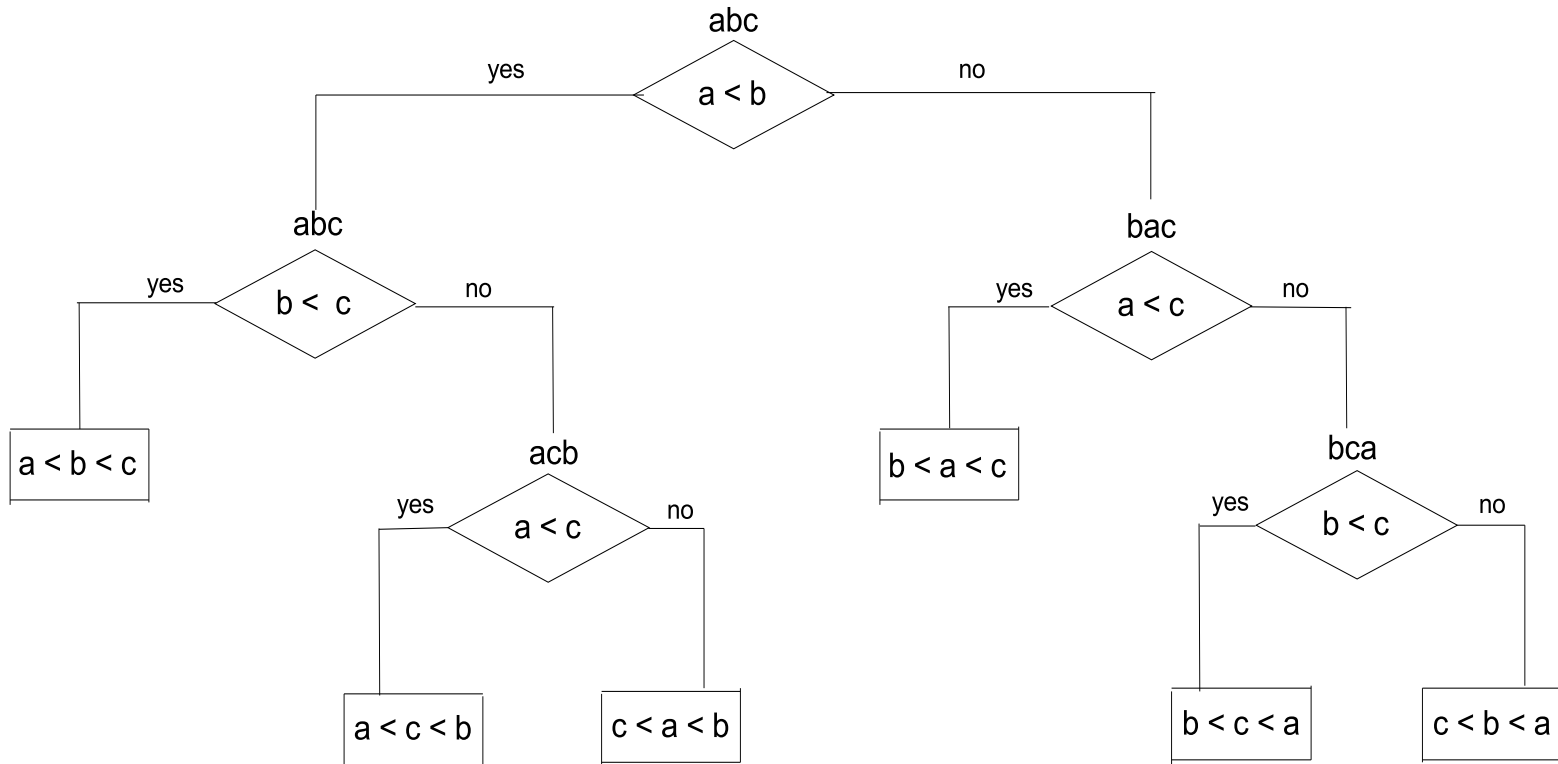 abc
yes
a < b
no
abc
yes
b < c
no
bac
yes
a < c
no
a < b < c
acb
yes
a < c
no
b < a < c
bca
yes
b < c
no
a < c < b
c < a < b
b < c < a
c < b < a